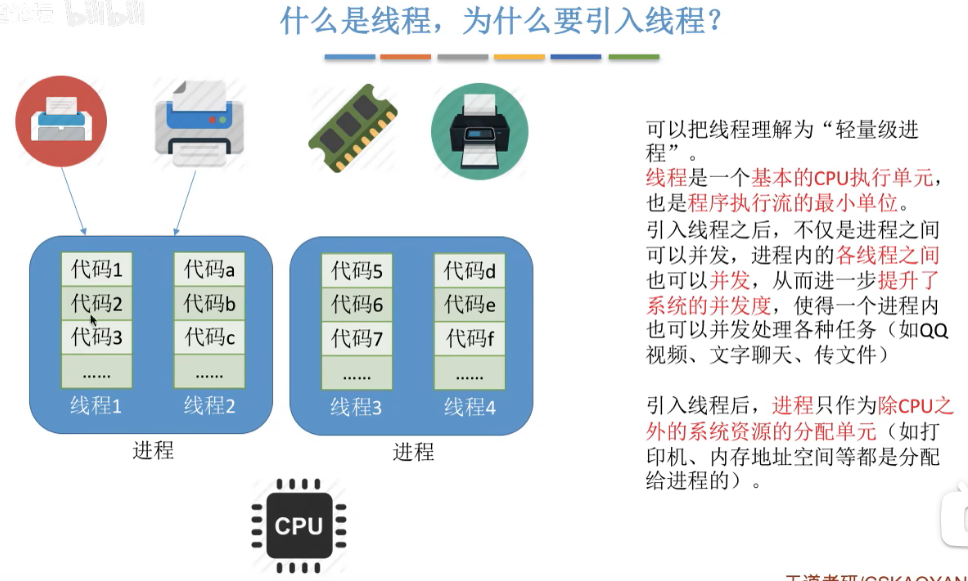 bilibili
什么是线程，为什么要引入线程？
可以把线程理解为“轻量级进
程”。
线程是一个基本的CPU执行单元，
也是程序执行流的最小单位。
引入线程之后，不仅是进程之间
可以并发，进程内的各线程之间
也可以并发，从而进一步提升了
系统的并发度，使得一个进程内
也可以并发处理各种任务（如QQ
视频、文字聊天、传文件）
引入线程后，进程只作为除CPU之
外的系统资源的分配单元（如打
印机、内存地址空间等都是分配
给进程的）。
代码1
代码2
代码3
……
线程1
代码a
代码b
代码c
……
线程2
进程
代码5
代码6
代码7
……
线程3
代码d
代码e
代码f
……
线程4
进程
CPU
王道考研/CSKAOYAN